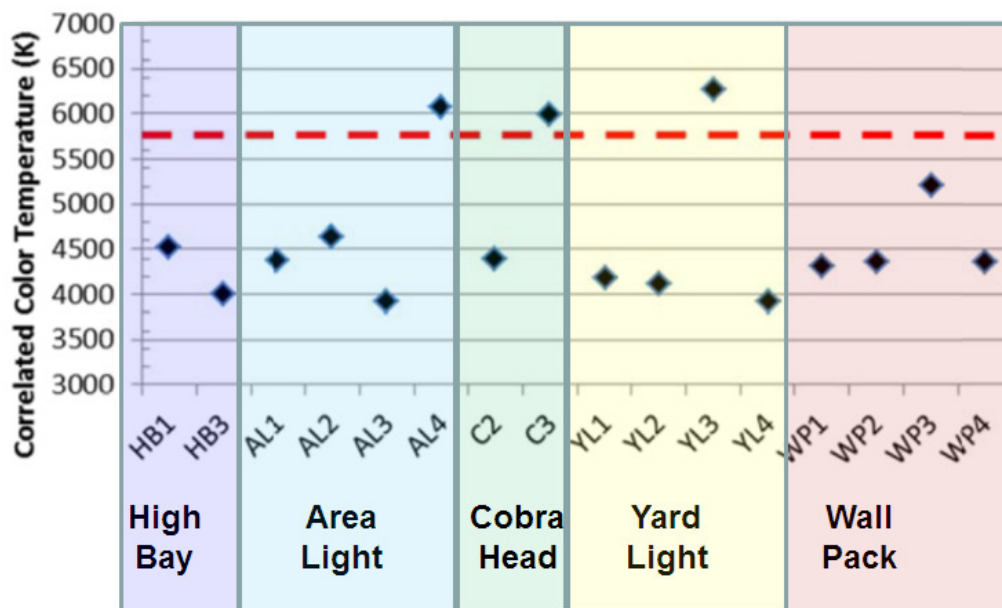 Correlated Color Temperature (K)
7000
6500
6000
5500
5000
4500
4000
3500
3000
HB1
HB3
AL1
AL2
AL3
AL4
C2
C3
YL1
YL2
YL3
YL4
WP1
WP2
WP3
WP4
High
Bay
Area
Light
Cobra
Head
Yard
Light
Wall
Pack